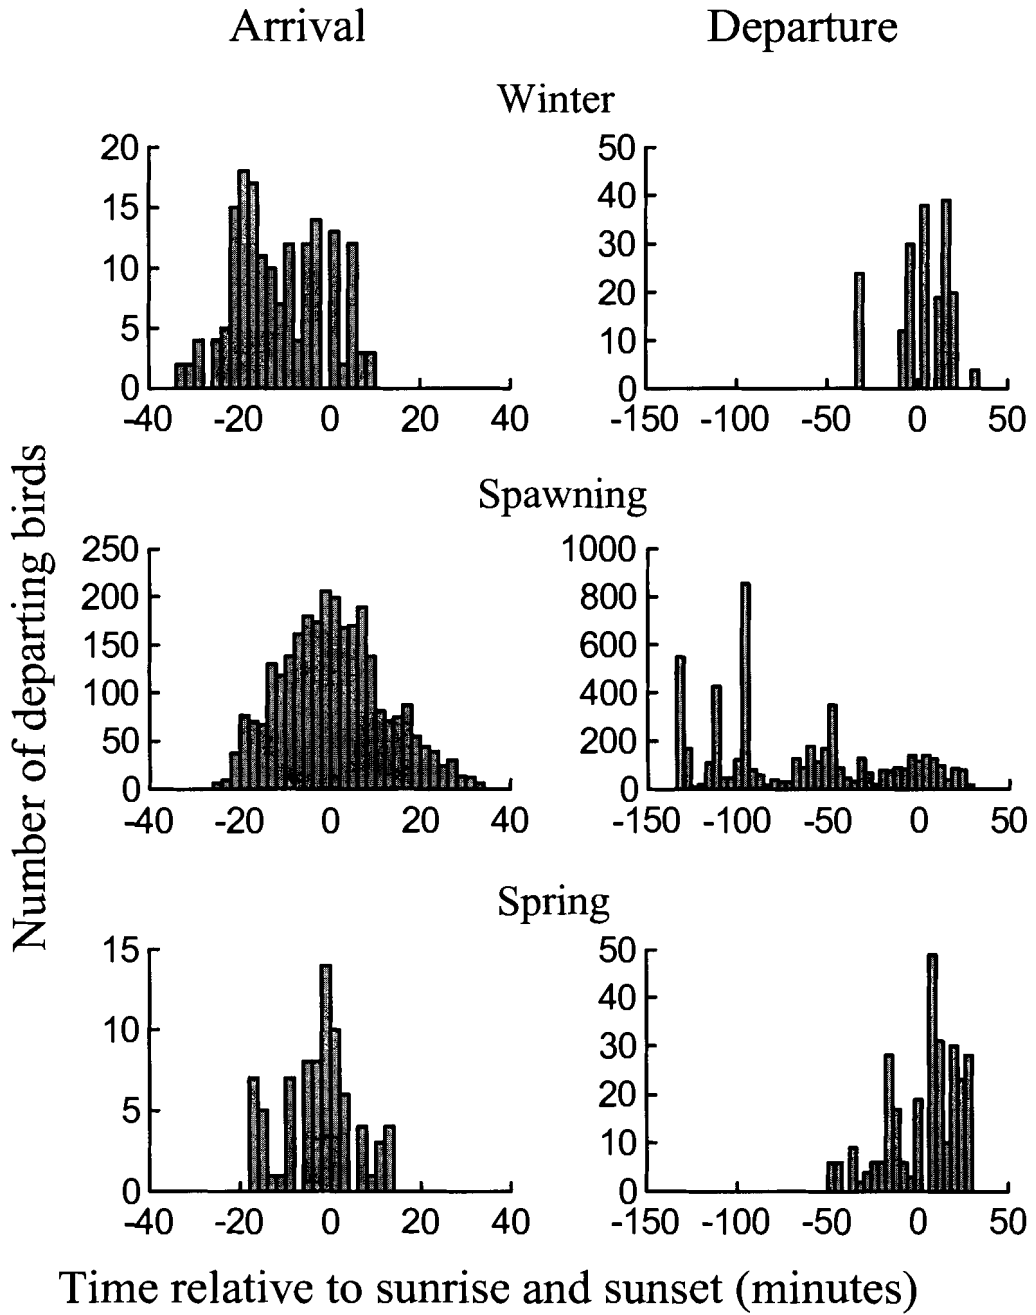 Arrival Departure
Winter
20 50
15 40
30
10 20
5 10
0 0
-40 -20 0 20 40 -150 -100 -50 0 50
Number of departing birds
Spawning
250 1000
200 800
150 600
100 400
50 200
0 0
-40 -20 0 20 40 -150 -100 -50 0 50
Spring
15 50
40
10 30
5 20
10
0 0
-40 -20 0 20 40 -150 -100 -50 0 50
Time relative to sunrise and sunset (minutes)